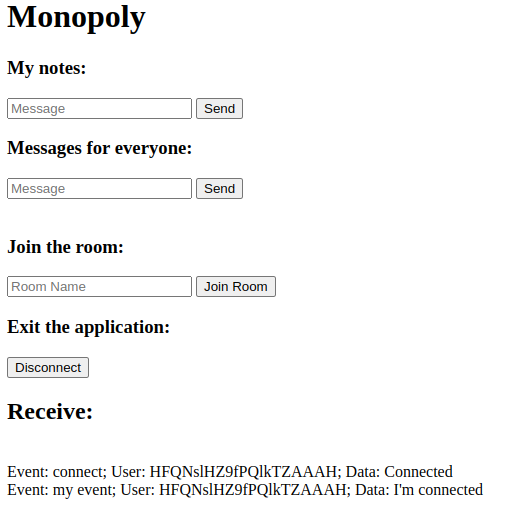 Monopoly
My notes:
Message Send
Messages for everyone:
Message Send
Join the room:
Room Name Join Room
Exit the application:
Disconnect
Receive:
Event: connect; User: HFQNslHZ9fPQlkTZAAAH; Data: Connected
Event: my event; User: HFQNslHZ9fPQlkTZAAAH; Data: I'm connected